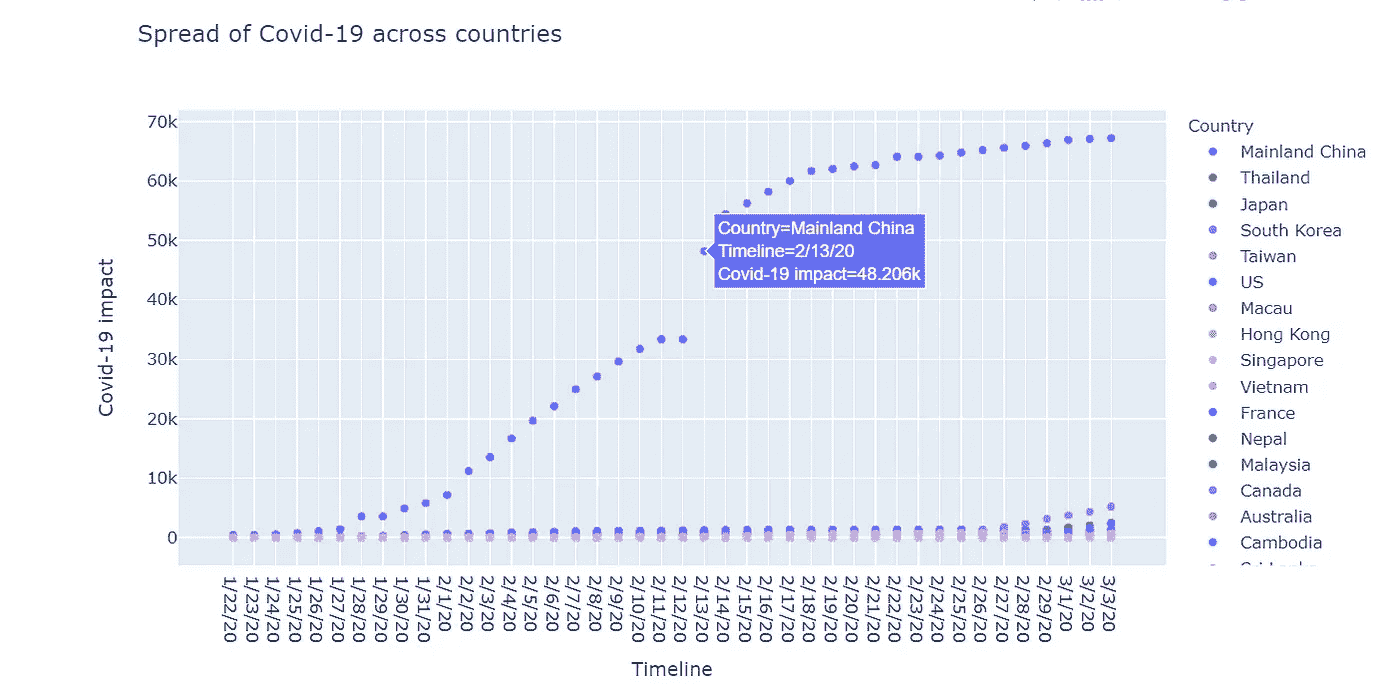 Spread of Covid-19 across countries
Covid-19 impact
70k
60k
50k
40k
30k
20k
10k
0
Country=Mainland China
Timeline=2/13/20
Covid-19 impact=48.206k
1/22/20
1/23/20
1/24/20
1/25/20
1/26/20
1/27/20
1/28/20
1/29/20
1/30/20
1/31/20
2/1/20
2/2/20
2/3/20
2/4/20
2/5/20
2/6/20
2/7/20
2/8/20
2/9/20
2/10/20
2/11/20
2/12/20
2/13/20
2/14/20
2/15/20
2/16/20
2/17/20
2/18/20
2/19/20
2/20/20
2/21/20
2/22/20
2/23/20
2/24/20
2/25/20
2/26/20
2/27/20
2/28/20
2/29/20
3/1/20
3/2/20
3/3/20
Timeline
Country
Mainland China
Thailand
Japan
South Korea
Taiwan
US
Macau
Hong Kong
Singapore
Vietnam
France
Nepal
Malaysia
Canada
Australia
Cambodia